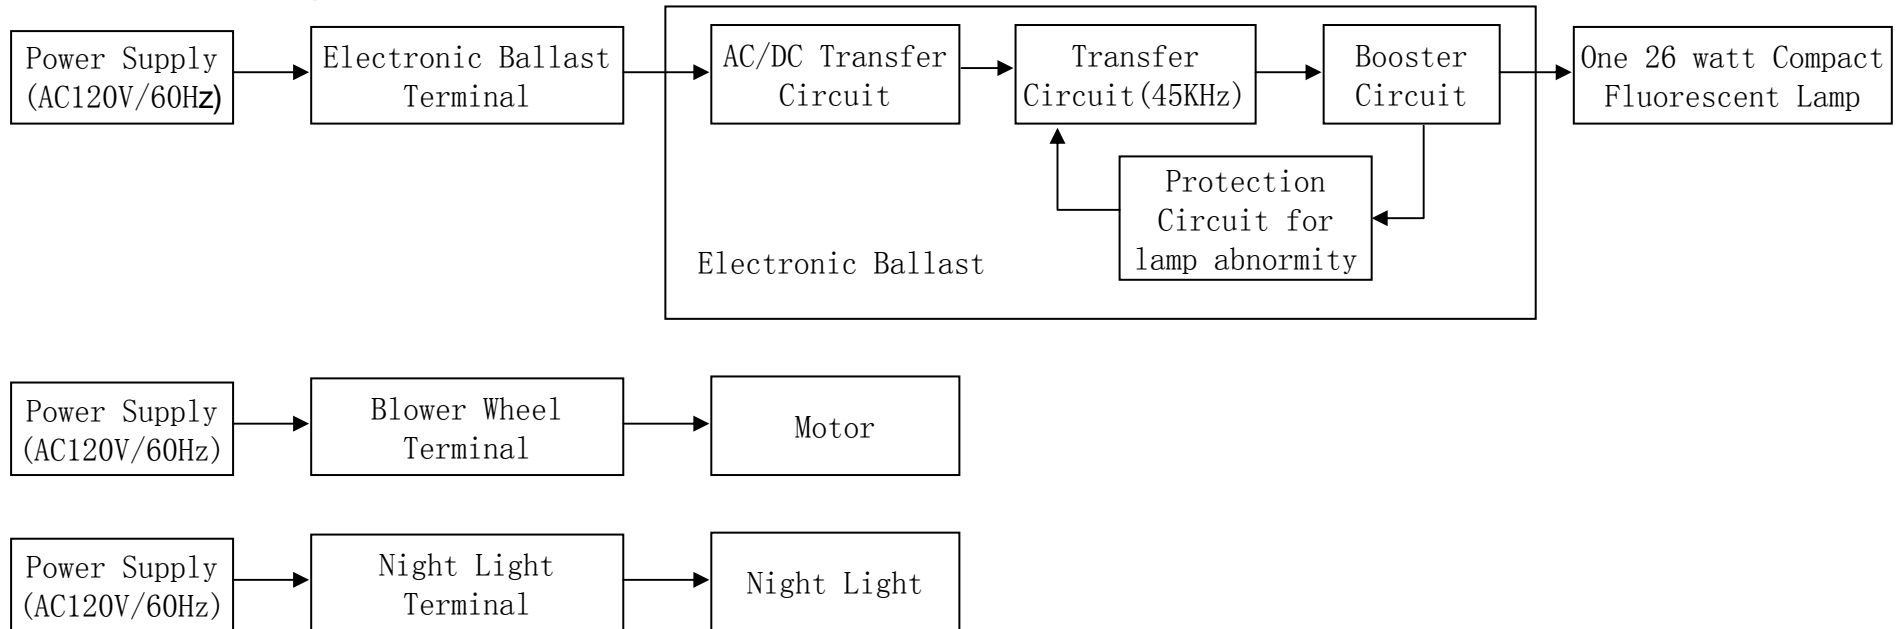 Power Supply
(AC120V/60Hz)
Electronic Ballast
Terminal
AC/DC Transfer
Circuit
Transfer
Circuit(45KHz)
Booster
Circuit
One 26 watt Compact
Fluorescent Lamp
Protection
Circuit for
lamp abnormity
Electronic Ballast
Power Supply
(AC120V/60Hz)
Blower Wheel
Terminal
Motor
Power Supply
(AC120V/60Hz)
Night Light
Terminal
Night Light